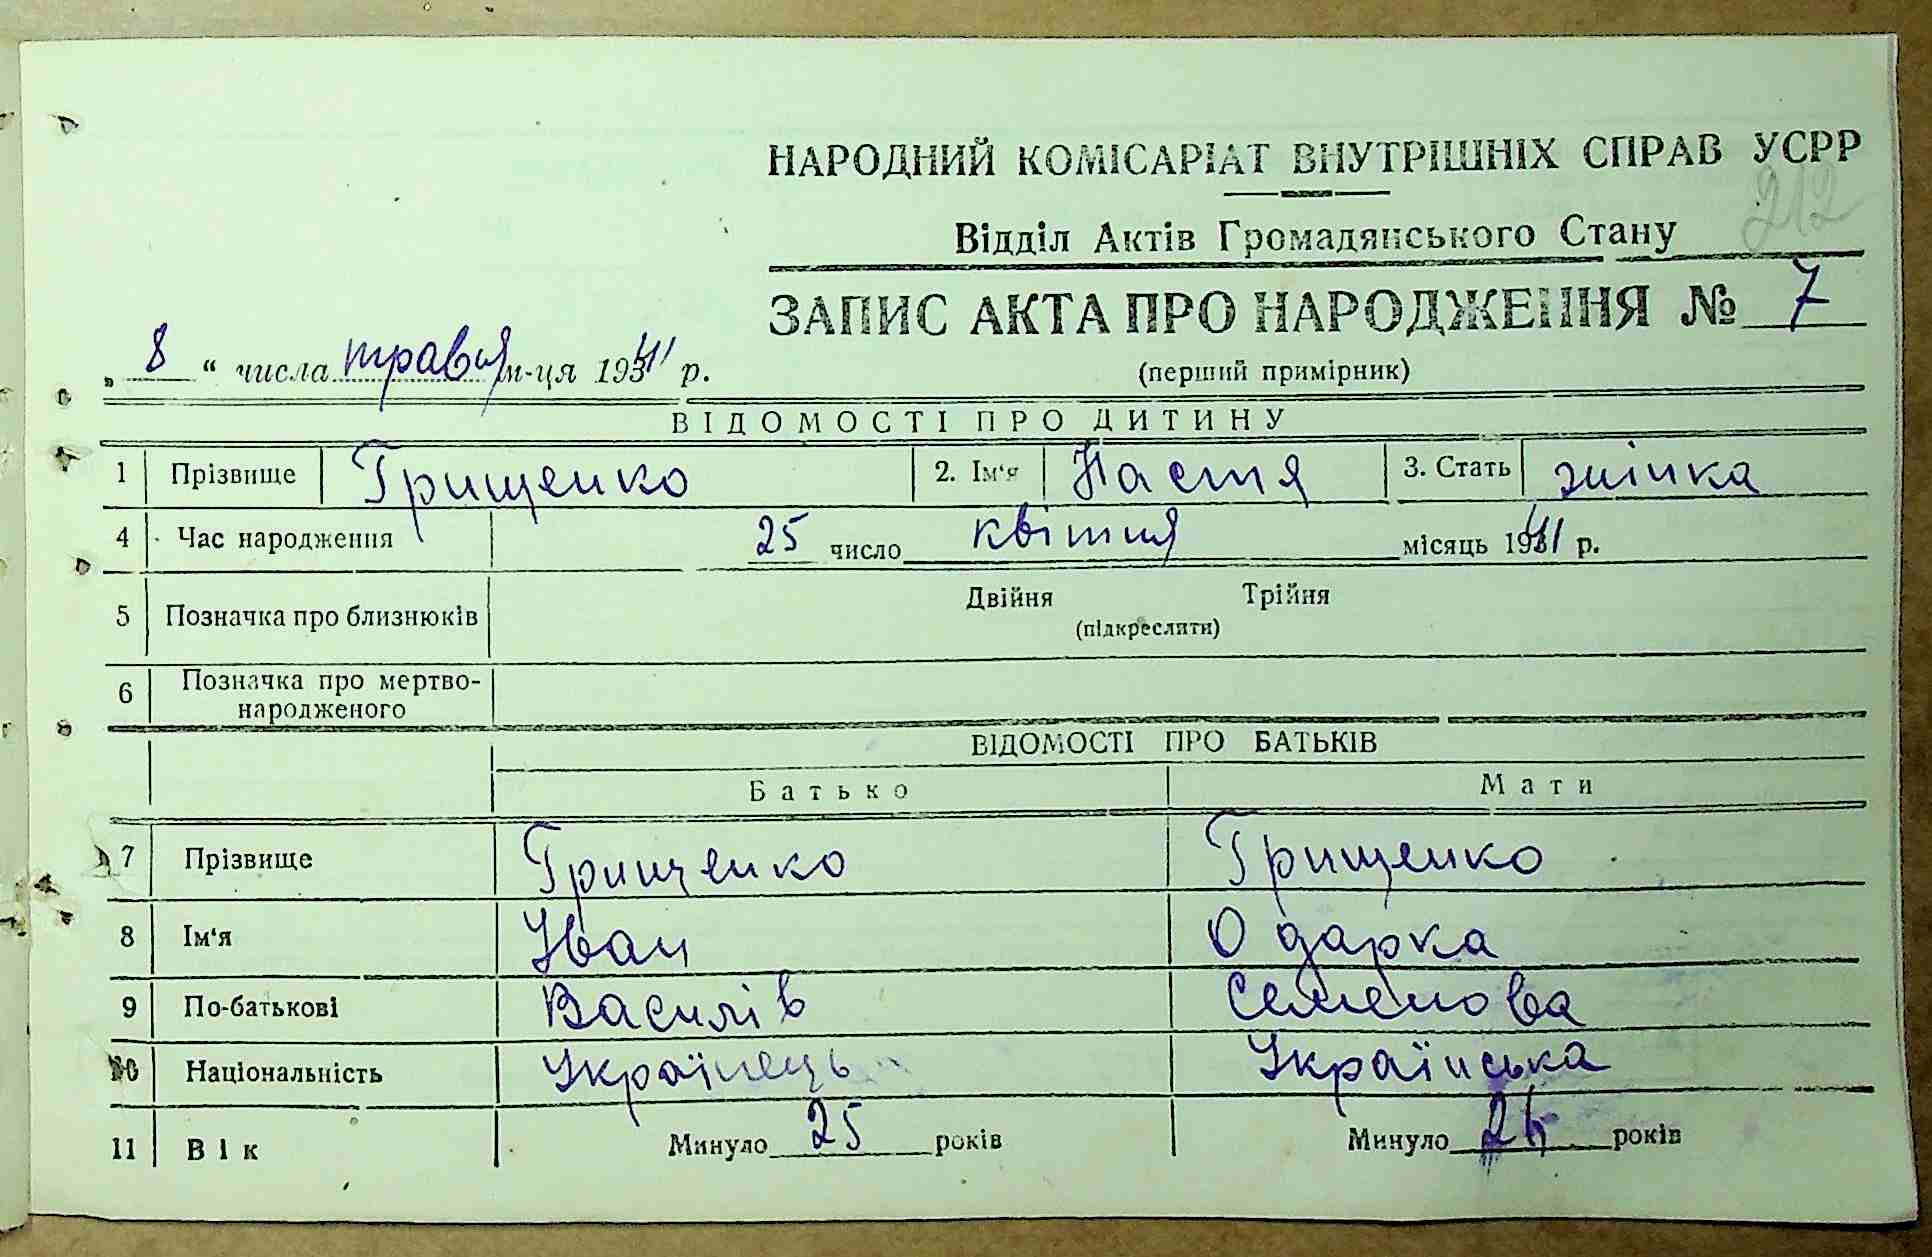 НАРОДНИЙ КОМІСАРІАТ ВНУТРІШНІХ СПРАВ УСРР
212
Відділ Актів Громадянського Стану
ЗАПИС АКТА ПРО НАРОДЖЕННЯ № 7
„ 8 “ числа травня м-ця 1941 р.
(перший примірник)
ВІДОМОСТІ ПРО ДИТИНУ
1 Прізвище Грищенко 2. Ім‘я Настя 3. Стать жінка
4 Час народження 25 число квітня місяць 1941 р.
5 Позначка про близнюків Двійня Трійня
(підкреслити)
6 Позначка про мертво-
народженого
ВІДОМОСТІ ПРО БАТЬКІВ
Батько Мати
7 Прізвище Грищенко Грищенко
8 Ім‘я Іван Одарка
9 По-батькові Василів Семенова
10 Національність Українець Українська
11 Вік Минуло 25 років Минуло 24 років